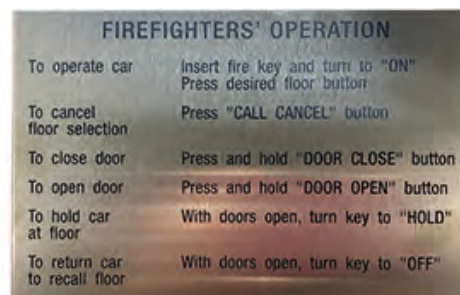 FIREFIGHTERS' OPERATION
To operate car Insert fire key and turn to "ON"
Press desired floor button
To cancel Press "CALL CANCEL" button
floor selection
To close door Press and hold "DOOR CLOSE" button
To open door Press and hold "DOOR OPEN" button
To hold car With doors open, turn key to "HOLD"
at floor
To return car With doors open, turn key to "OFF"
to recall floor